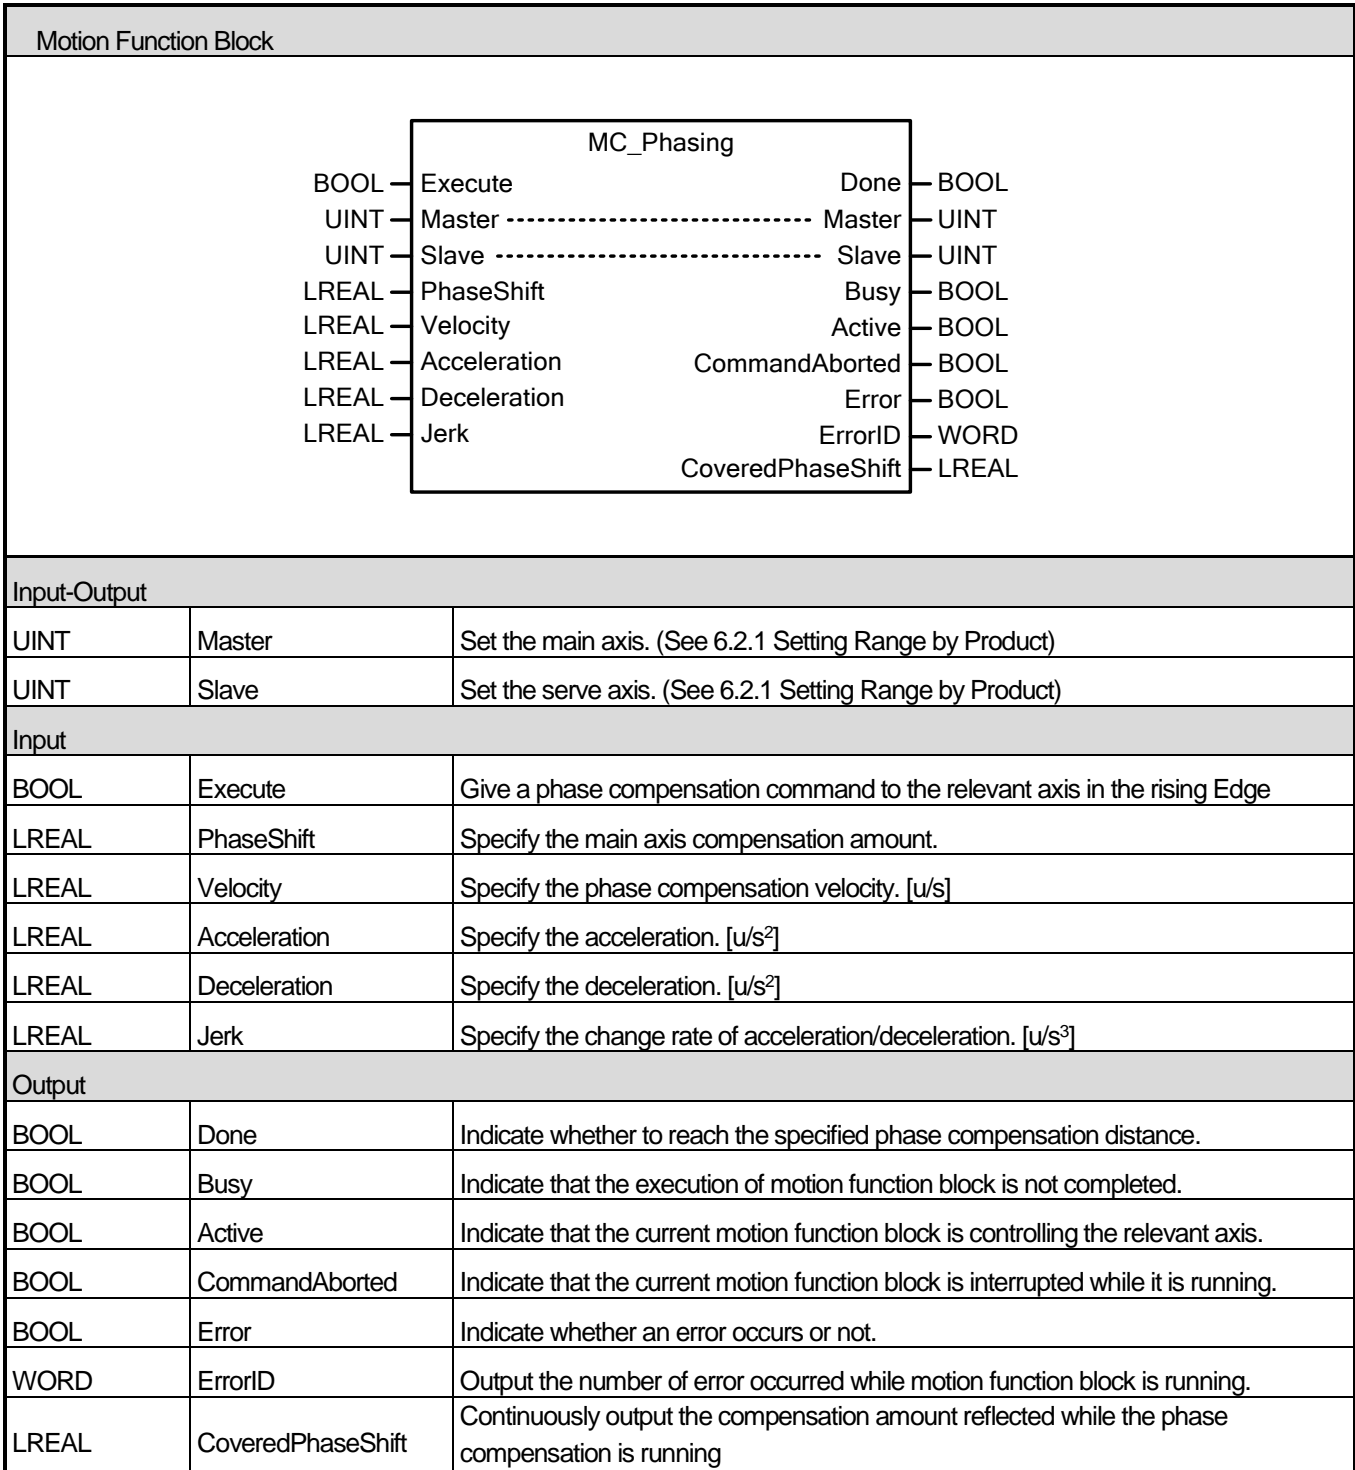 Motion Function Block
MC_Phasing
BOOL Execute Done BOOL
UINT Master Master UINT
UINT Slave Slave UINT
LREAL PhaseShift Busy BOOL
LREAL Velocity Active BOOL
LREAL Acceleration CommandAborted BOOL
LREAL Deceleration Error BOOL
LREAL Jerk ErrorID WORD
CoveredPhaseShift LREAL
Input-Output
UINT Master Set the main axis. (See 6.2.1 Setting Range by Product)
UINT Slave Set the serve axis. (See 6.2.1 Setting Range by Product)
Input
BOOL Execute Give a phase compensation command to the relevant axis in the rising Edge
LREAL PhaseShift Specify the main axis compensation amount.
LREAL Velocity Specify the phase compensation velocity. [u/s]
LREAL Acceleration Specify the acceleration. [u/s²]
LREAL Deceleration Specify the deceleration. [u/s²]
LREAL Jerk Specify the change rate of acceleration/deceleration. [u/s³]
Output
BOOL Done Indicate whether to reach the specified phase compensation distance.
BOOL Busy Indicate that the execution of motion function block is not completed.
BOOL Active Indicate that the current motion function block is controlling the relevant axis.
BOOL CommandAborted Indicate that the current motion function block is interrupted while it is running.
BOOL Error Indicate whether an error occurs or not.
WORD ErrorID Output the number of error occurred while motion function block is running.
LREAL CoveredPhaseShift Continuously output the compensation amount reflected while the phase
compensation is running